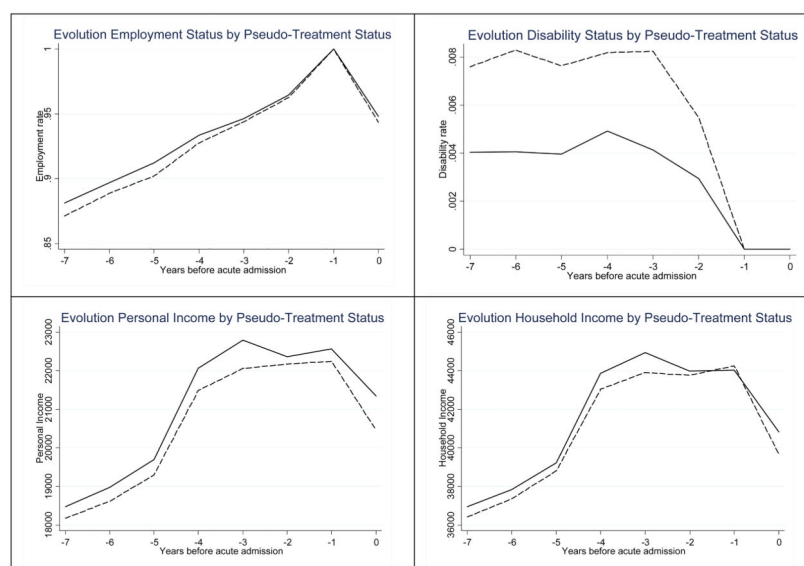 Evolution Employment Status by Pseudo-Treatment Status
Employment rate
1
.95
.9
.85
-7 -6 -5 -4 -3 -2 -1 0
Years before acute admission
Evolution Disability Status by Pseudo-Treatment Status
Disability rate
.008
.006
.004
.002
0
-7 -6 -5 -4 -3 -2 -1 0
Years before acute admission
Evolution Personal Income by Pseudo-Treatment Status
Personal Income
23000
22000
21000
20000
19000
18000
-7 -6 -5 -4 -3 -2 -1 0
Years before acute admission
Evolution Household Income by Pseudo-Treatment Status
Household Income
46000
44000
42000
40000
38000
36000
-7 -6 -5 -4 -3 -2 -1 0
Years before acute admission